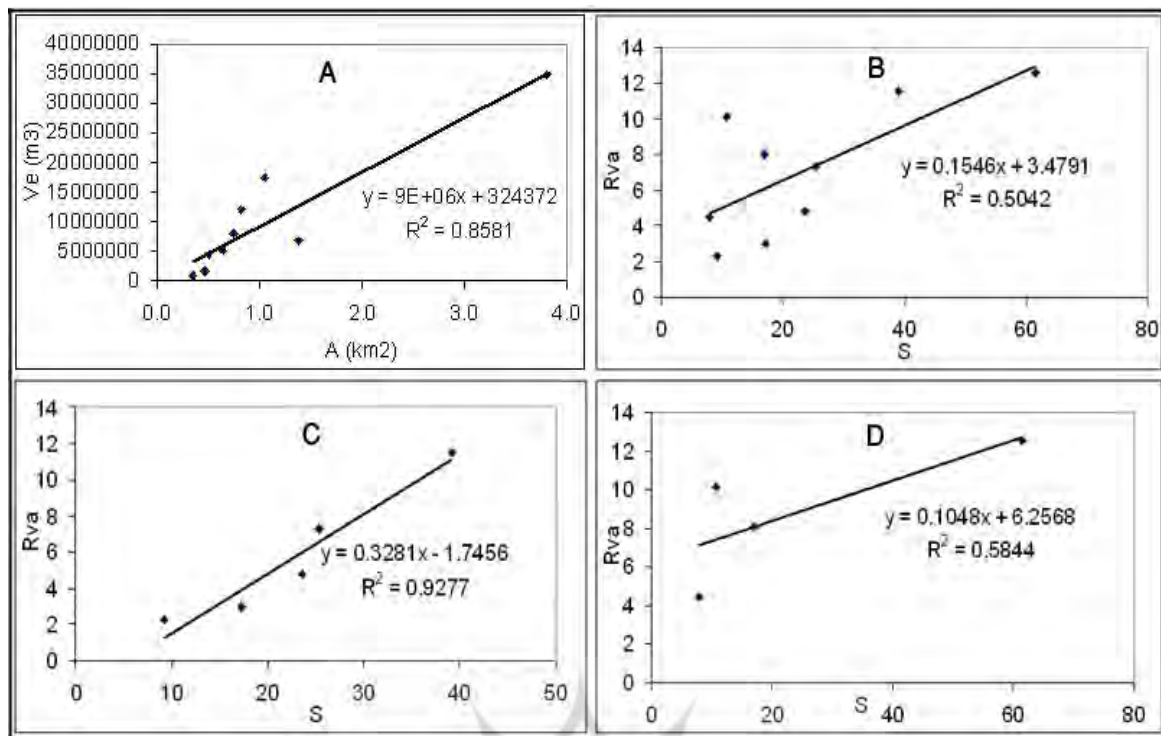 A
Ve (m3)
40000000
35000000
30000000
25000000
20000000
15000000
10000000
5000000
0
y = 9E+06x + 324372
R² = 0.8581
0.0 1.0 2.0 3.0 4.0
A (km2)
B
Rva
14
12
10
8
6
4
2
0
y = 0.1546x + 3.4791
R² = 0.5042
0 20 40 60 80
S
C
Rva
14
12
10
8
6
4
2
0
y = 0.3281x - 1.7456
R² = 0.9277
0 10 20 30 40 50
S
D
Rva
14
12
10
8
6
4
2
0
y = 0.1048x + 6.2568
R² = 0.5844
0 20 40 60 80
S